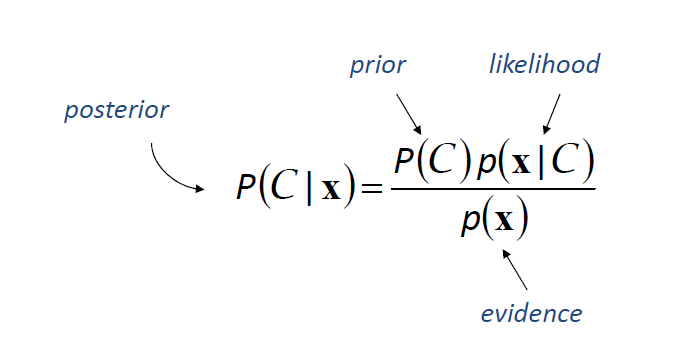 prior likelihood
posterior
P(C | x) = P(C) p(x | C)
p(x)
evidence